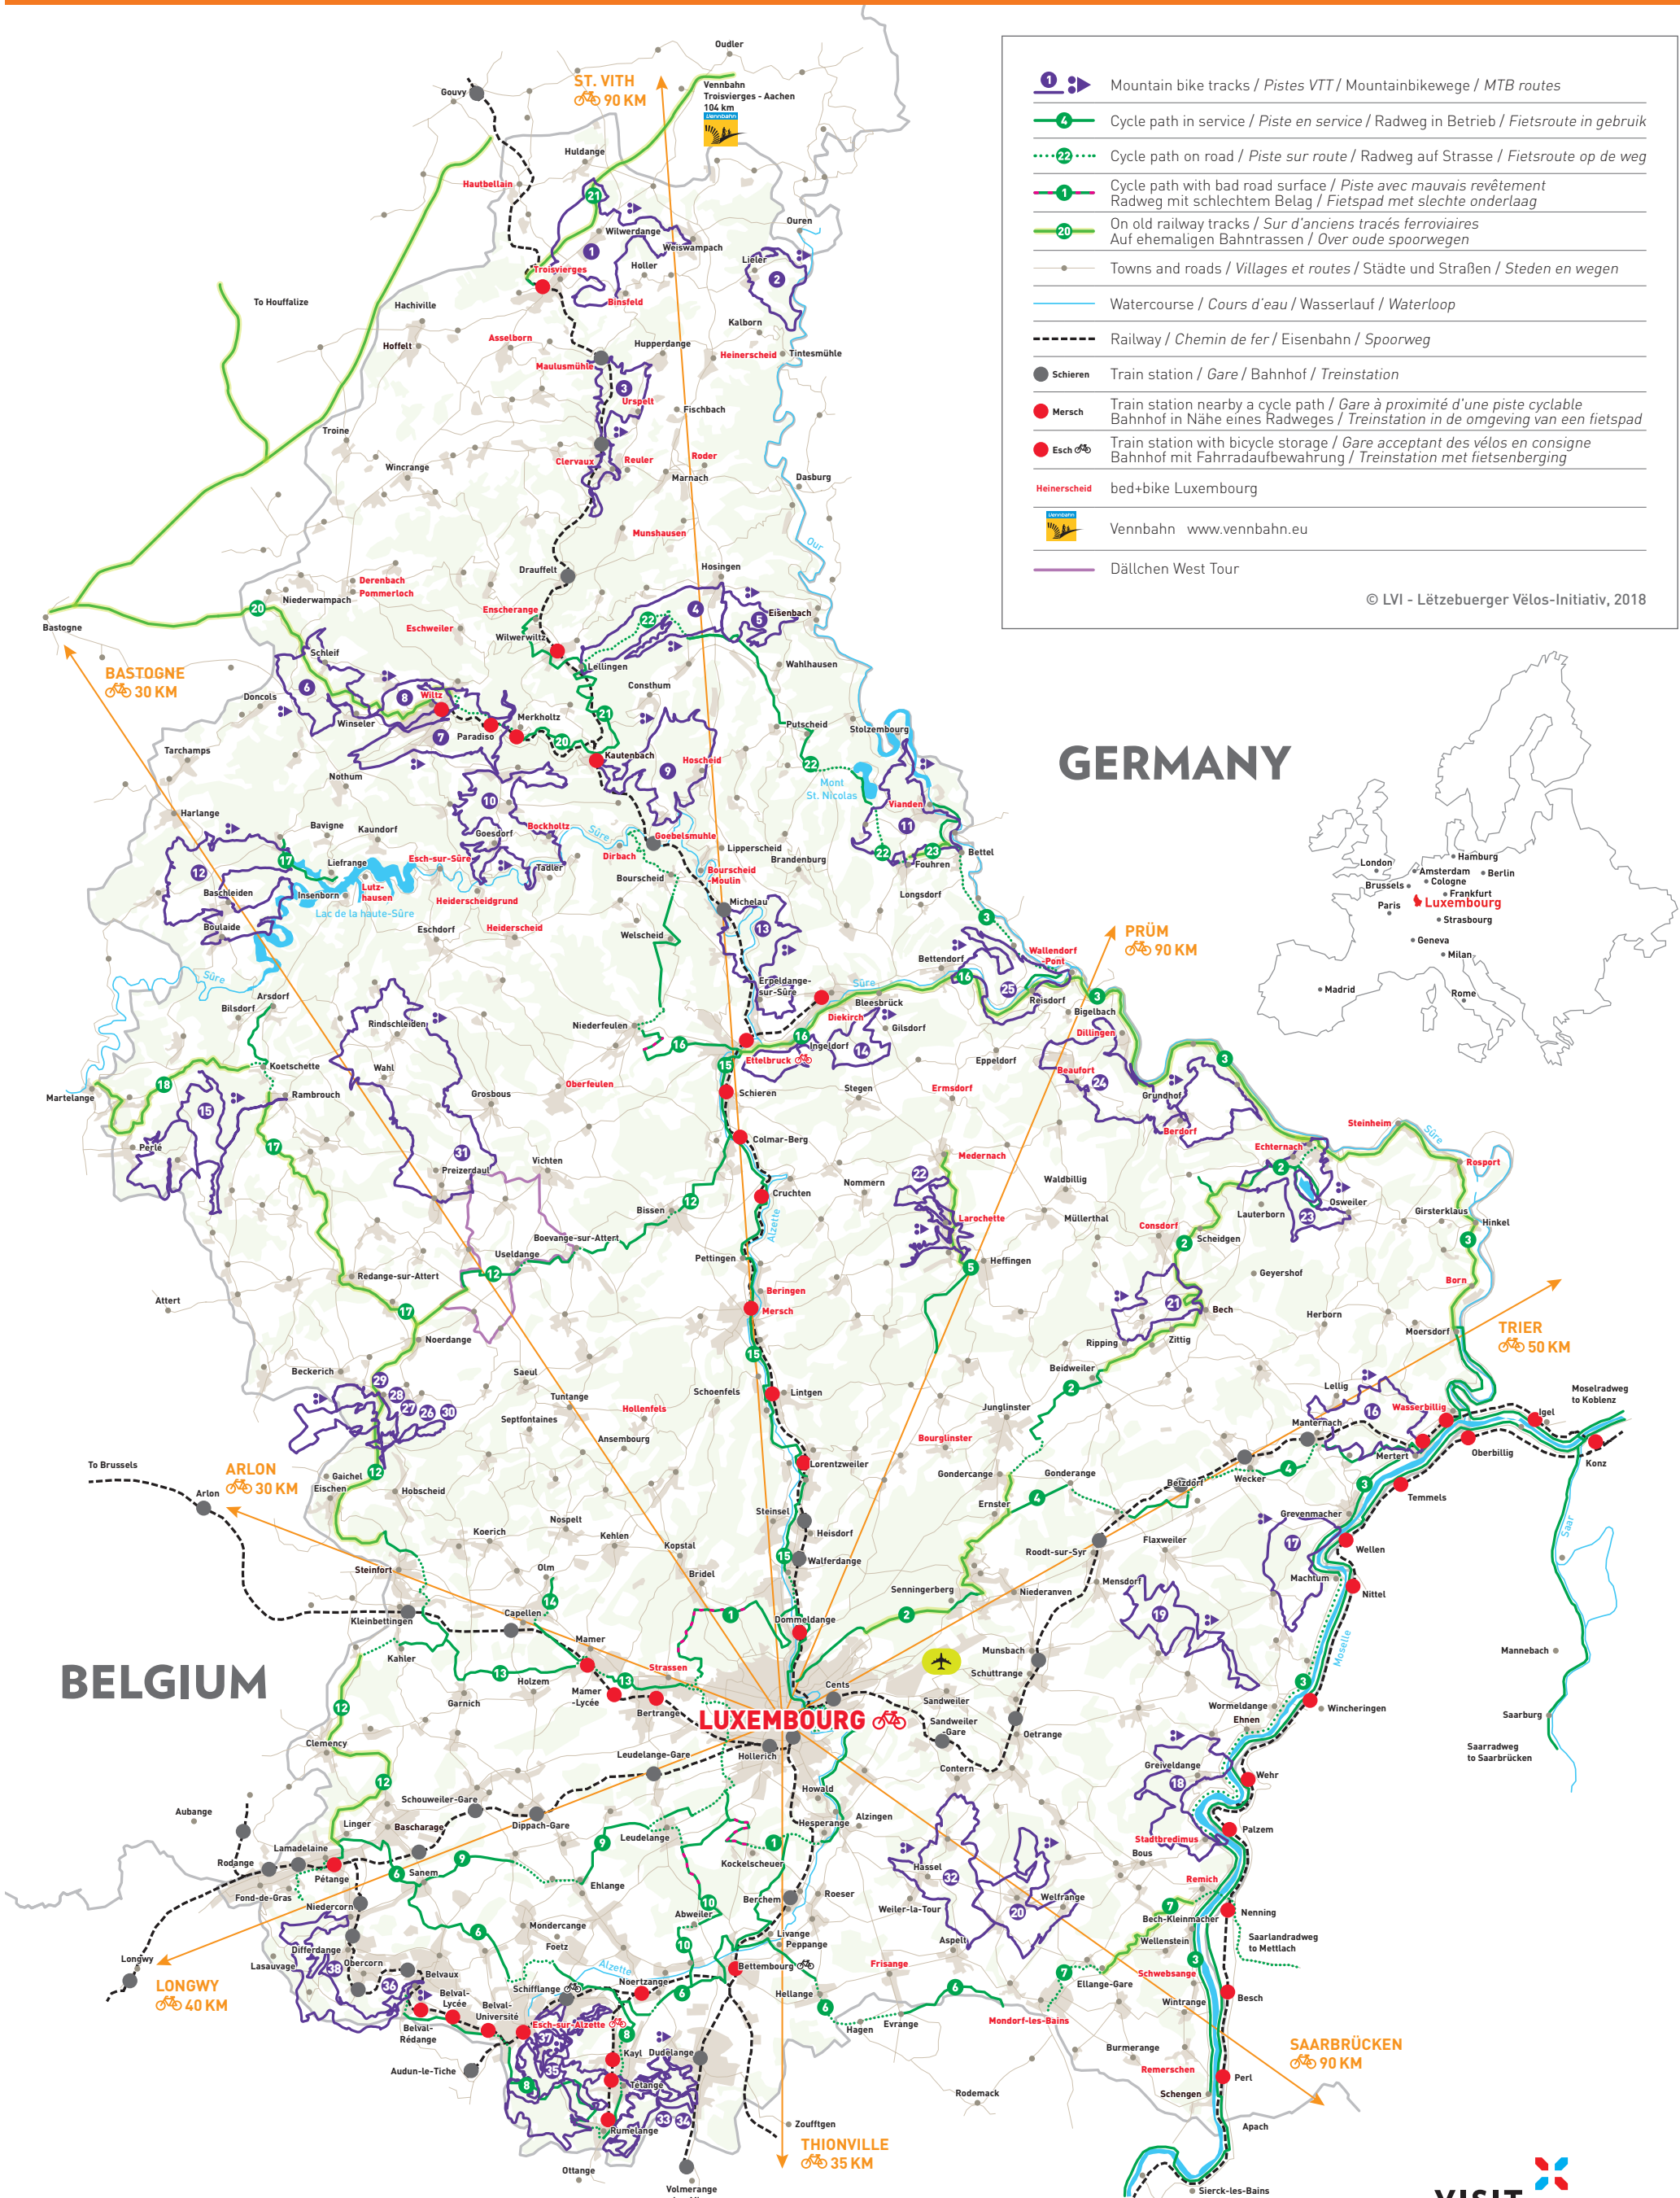 Mountain bike tracks / Pistes VTT / Mountainbikewege / MTB routes
Cycle path in service / Piste en service / Radweg in Betrieb / Fietsroute in gebruik
Cycle path on road / Piste sur route / Radweg auf Strasse / Fietsroute op de weg
Cycle path with bad road surface / Piste avec mauvais revêtement
Radweg mit schlechtem Belag / Fietspad met slechte onderlaag
On old railway tracks / Sur d'anciens tracés ferroviaires
Auf ehemaligen Bahntrassen / Over oude spoorwegen
Towns and roads / Villages et routes / Städte und Straßen / Steden en wegen
Watercourse / Cours d'eau / Wasserlauf / Waterloop
Railway / Chemin de fer / Eisenbahn / Spoorweg
Schieren Train station / Gare / Bahnhof / Treinstation
Mersch Train station nearby a cycle path / Gare à proximité d'une piste cyclable
Bahnhof in Nähe eines Radweges / Treinstation in de omgeving van een fietspad
Esch Train station with bicycle storage / Gare acceptant des vélos en consigne
Bahnhof mit Fahrradaufbewahrung / Treinstation met fietsenberging
Heinerscheid bed+bike Luxembourg
Vennbahn www.vennbahn.eu
Dällchen West Tour
© LVI - Lëtzebuerger Vëlos-Initiativ, 2018
Oudler
ST. VITH
90 KM
Vennbahn
Troisvierges - Aachen
104 km
Gouvy
Huldange
Hautbellain
Wilwerdange
Weiswampach
Ouren
Lieler
Troisvierges
Holler
Binsfeld
To Houffalize
Hachiville
Kalborn
Hoffelt
Asselborn
Hupperdange
Heinerscheid
Tintesmühle
Maulusmühle
Urspelt
Fischbach
Troine
Wincrange
Clervaux
Reuler
Roder
Marnach
Dasburg
Munshausen
Our
Drauffelt
Hosingen
Derenbach
Pommerloch
Niederwampach
Bastogne
Enscherange
Eschweiler
Wilwerwiltz
Eisenbach
BASTOGNE
30 KM
Schleif
Lellingen
Wahlhausen
Consthum
Doncols
Wiltz
Winseler
Merkholtz
Paradiso
Putscheid
Stolzembourg
Tarchamps
Kautenbach
Hoscheid
Nothum
Mont
St. Nicolas
Vianden
GERMANY
Harlange
Bavigne
Kaundorf
Goesdorf
Bockholtz
Sûre
Goebelsmuhle
Dirbach
Lipperscheid
Brandenburg
Bettel
Fouhren
Liefrange
Esch-sur-Sûre
Lutz-
hausen
Insenborn
Tadler
Bourscheid
Bourscheid
-Moulin
Longsdorf
Baschleiden
Lac de la haute-Sûre
Heiderscheidgrund
Michelau
Boulaide
Eschdorf
Heiderscheid
Welscheid
PRÜM
90 KM
Wallendorf
-Pont
Bettendorf
Sûre
Arsdorf
Bilsdorf
Erpeldange-
sur-Sûre
Sûre
Bleesbrück
Reisdorf
Bigelbach
Rindschleiden
Niederfeulen
Diekirch
Gilsdorf
Dillingen
Ingeldorf
Ettelbruck
Eppeldorf
Koetschette
Wahl
Beaufort
Martelange
Rambrouch
Grosbous
Oberfeulen
Schieren
Stegen
Ermsdorf
Grundhof
Berdorf
Steinheim
Sûre
Perlé
Colmar-Berg
Echternach
Preizerdaul
Vichten
Medernach
Rosport
Cruchten
Nommern
Waldbillig
Osweiler
Bissen
Alzette
Larochette
Müllerthal
Lauterborn
Girsterklaus
Hinkel
Consdorf
Scheidgen
Boevange-sur-Attert
Useldange
Pettingen
Heffingen
Redange-sur-Attert
Geyershof
Born
Attert
Beringen
Mersch
Bech
Herborn
Moersdorf
TRIER
50 KM
Noerdange
Ripping
Zittig
Beckerich
Saeul
Beidweiler
Tuntange
Schoenfels
Lintgen
Lellig
Moselradweg
to Koblenz
Septfontaines
Hollenfels
Junglinster
Wasserbillig
Igel
Ansembourg
Bourglinster
Manternach
Oberbillig
Konz
To Brussels
ARLON
30 KM
Gaichel
Lorentzweiler
Gondercange
Gonderange
Mertert
Arlon
Eischen
Hobscheid
Betzdorf
Wecker
Temmels
Nospelt
Steinsel
Ernster
Koerich
Kehlen
Heisdorf
Grevenmacher
Saar
Kopstal
Walferdange
Roodt-sur-Syr
Flaxweiler
Wellen
Steinfort
Olm
Bridel
Senningerberg
Niederanven
Mensdorf
Machtum
Nittel
Kleinbettingen
Capellen
Dommeldange
Mamer
Munsbach
Mannebach
BELGIUM
Kahler
Strassen
Schuttrange
Moselle
Holzem
Garnich
Mamer
-Lycée
Bertrange
LUXEMBOURG
Cents
Sandweiler
Wormeldange
Wincheringen
Ehnen
Saarburg
Clemency
Sandweiler
-Gare
Oetrange
Leudelange-Gare
Hollerich
Saarradweg
to Saarbrücken
Contern
Greiveldange
Wehr
Howald
Schouweiler-Gare
Aubange
Linger
Dippach-Gare
Alzingen
Hesperange
Palzem
Bascharage
Leudelange
Stadtbredimus
Lamadelaine
Rodange
Pétange
Sanem
Kockelscheuer
Bous
Hassel
Remich
Ehlange
Fond-de-Gras
Niedercorn
Berchem
Roeser
Weiler-la-Tour
Welfrange
Bech-Kleinmacher
Nenning
Abweiler
Mondercange
Livange
Peppange
Aspelt
Wellenstein
Saarlandradweg
to Mettlach
Differdange
Foetz
Longwy
Lasauvage
Obercorn
Alzette
Bettembourg
Frisange
Ellange-Gare
Schwebsange
Belvaux
Schifflange
Noertzange
LONGWY
40 KM
Belval-
Lycée
Belval-
Université
Hellange
Wintrange
Besch
Evrange
Hagen
Mondorf-les-Bains
Belval-
Rédange
Esch-sur-Alzette
Kayl
Dudelange
Burmerange
SAARBRÜCKEN
90 KM
Audun-le-Tiche
Tétange
Remerschen
Perl
Rodemack
Schengen
Rumelange
Zoufftgen
Apach
THIONVILLE
35 KM
Ottange
Volmerange
Sierck-les-Bains
London
Hamburg
Amsterdam
Berlin
Brussels
Cologne
Frankfurt
Paris
Luxembourg
Strasbourg
Geneva
Milan
Madrid
Rome
VISIT